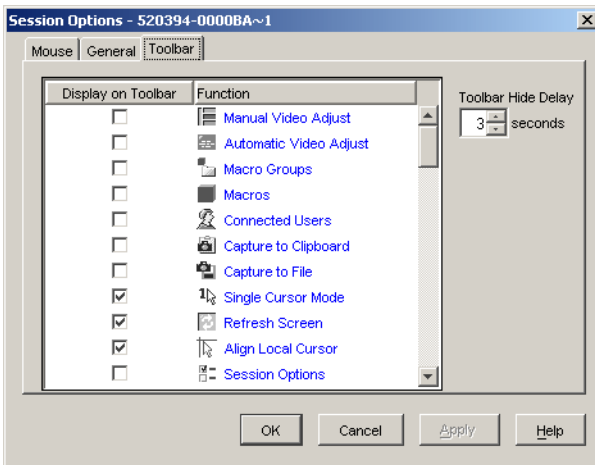 Session Options - 520394-0000BA~1
Mouse General Toolbar
Display on Toolbar Function
Manual Video Adjust
Automatic Video Adjust
Macro Groups
Macros
Connected Users
Capture to Clipboard
Capture to File
Single Cursor Mode
Refresh Screen
Align Local Cursor
Session Options
Toolbar Hide Delay
3 seconds
OK Cancel Apply Help